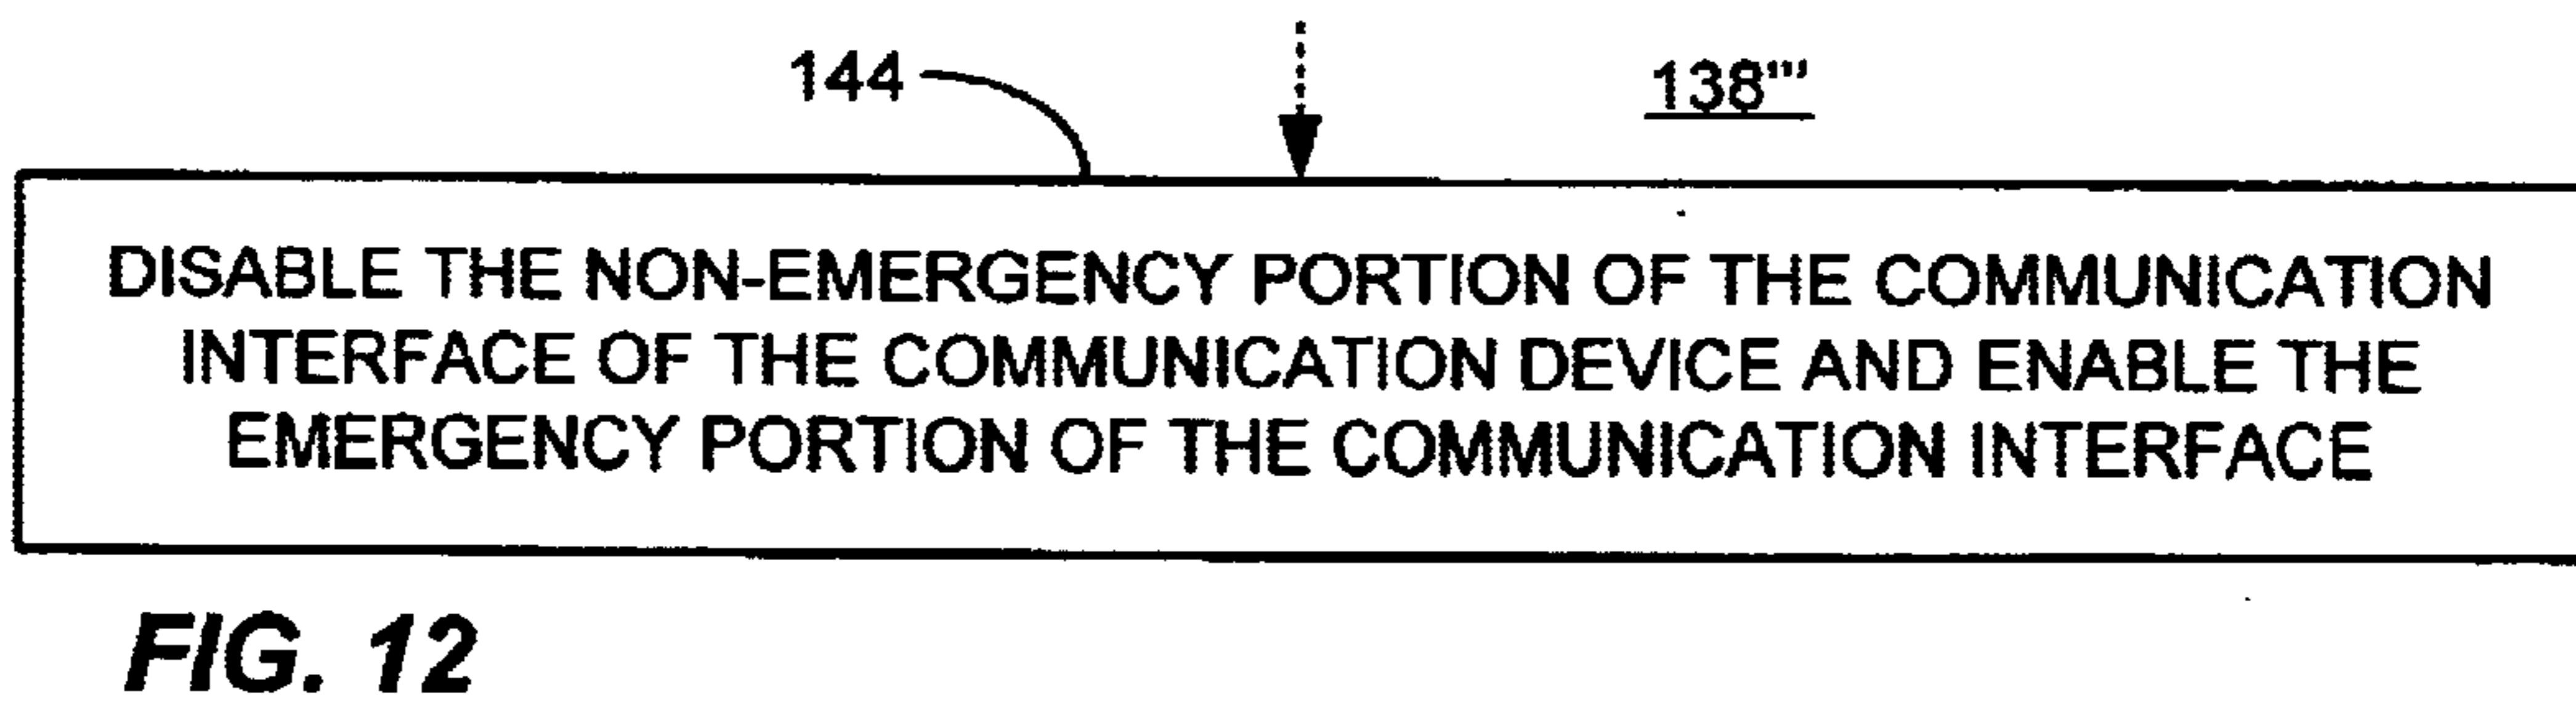 144
138'''
DISABLE THE NON-EMERGENCY PORTION OF THE COMMUNICATION
INTERFACE OF THE COMMUNICATION DEVICE AND ENABLE THE
EMERGENCY PORTION OF THE COMMUNICATION INTERFACE
FIG. 12